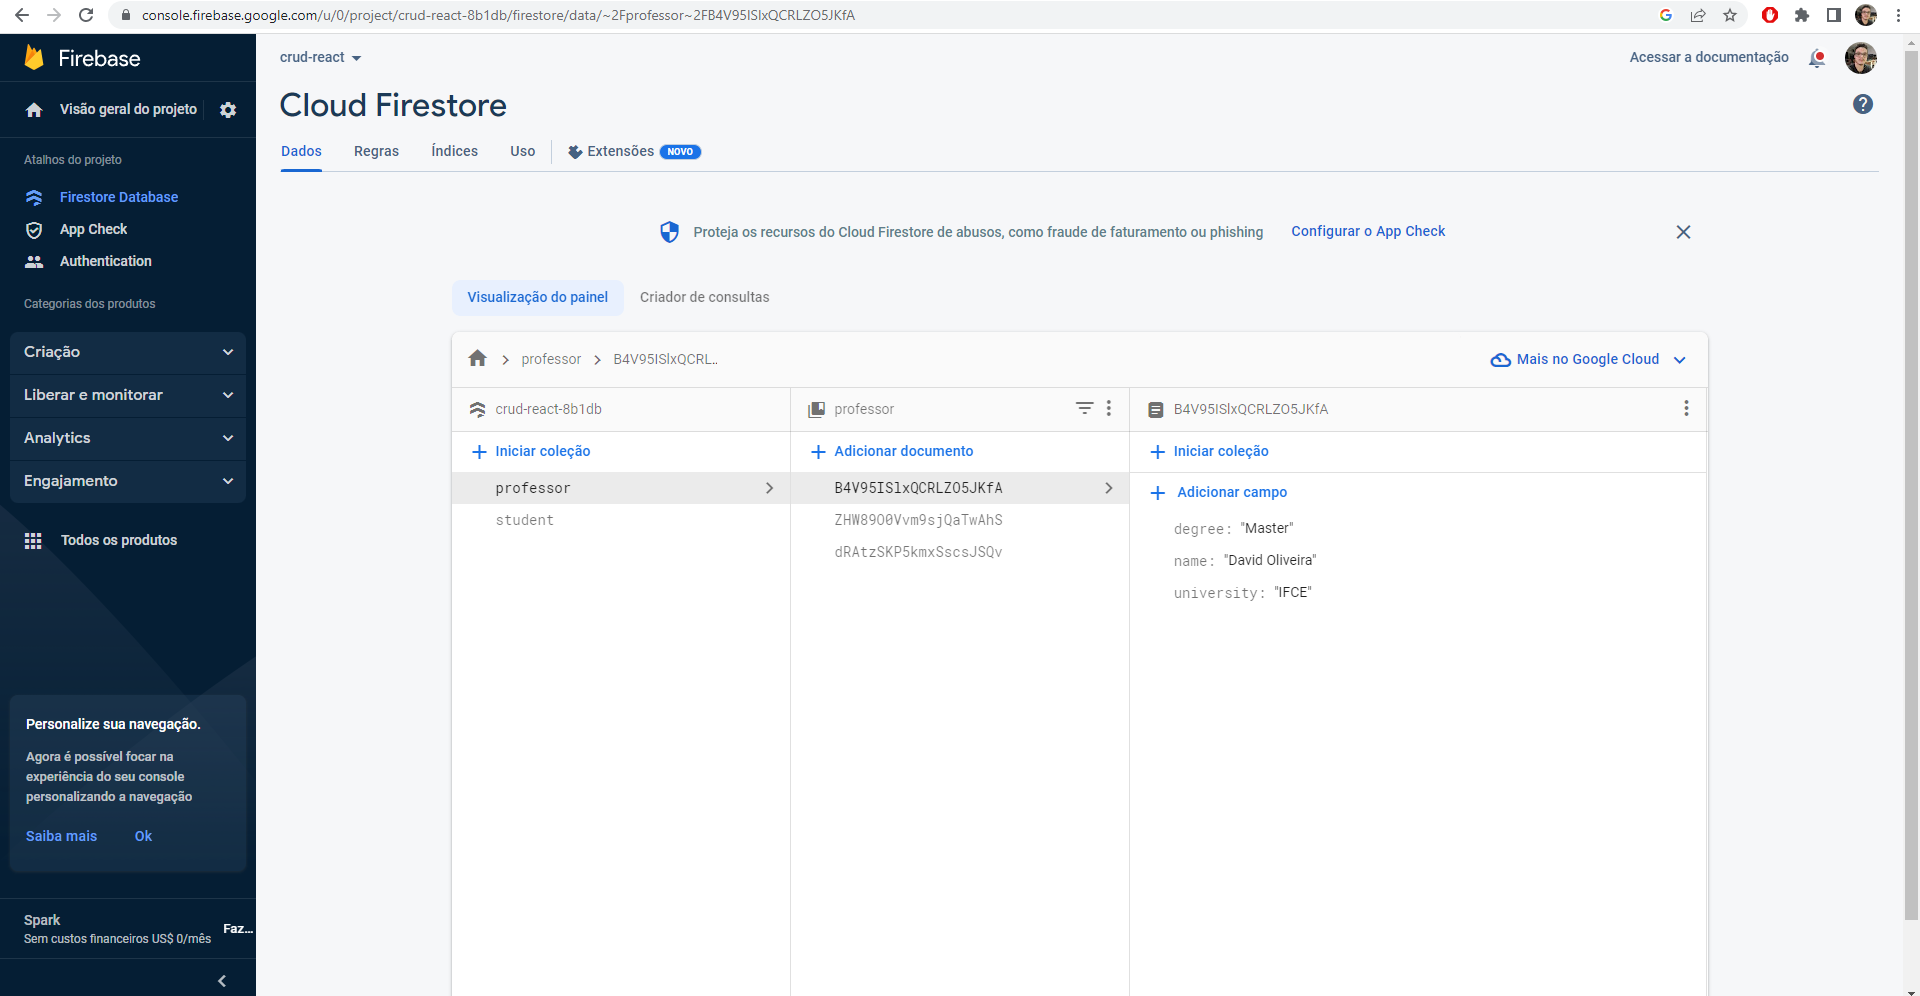 console.firebase.google.com/u/0/project/crud-react-8b1db/firestore/data/~2Fprofessor~2FB4V95ISlxQCRLZO5JKfA
Firebase
Visão geral do projeto
Atalhos do projeto
Firestore Database
App Check
Authentication
Categorias dos produtos
Criação
Liberar e monitorar
Analytics
Engajamento
Todos os produtos
Personalize sua navegação.
Agora é possível focar na
experiência do seu console
personalizando a navegação
Saiba mais Ok
Spark
Sem custos financeiros US$ 0/mês
Faz...
crud-react
Acessar a documentação
Cloud Firestore
Dados Regras Índices Uso Extensões NOVO
Proteja os recursos do Cloud Firestore de abusos, como fraude de faturamento ou phishing Configurar o App Check
Visualização do painel Criador de consultas
professor B4V95ISlxQCRL..
Mais no Google Cloud
crud-react-8b1db
Iniciar coleção
professor
student
professor
Adicionar documento
B4V95ISlxQCRLZO5JKfA
ZHW89O0Vvm9sjQaTwAhS
dRAtzSKP5kmxSscsJSQv
B4V95ISlxQCRLZO5JKfA
Iniciar coleção
Adicionar campo
degree: "Master"
name: "David Oliveira"
university: "IFCE"